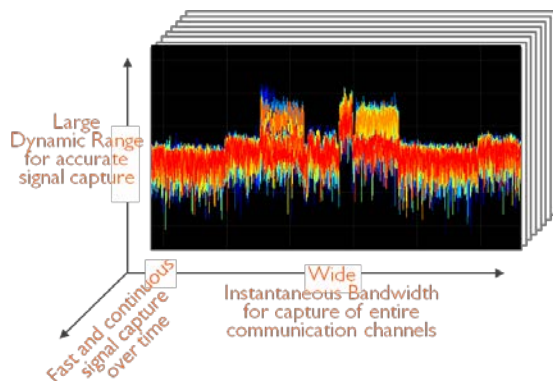 Large
Dynamic Range
for accurate
signal capture
Wide
Instantaneous Bandwidth
for capture of entire
communication channels
Fast and continuous
signal capture
over time